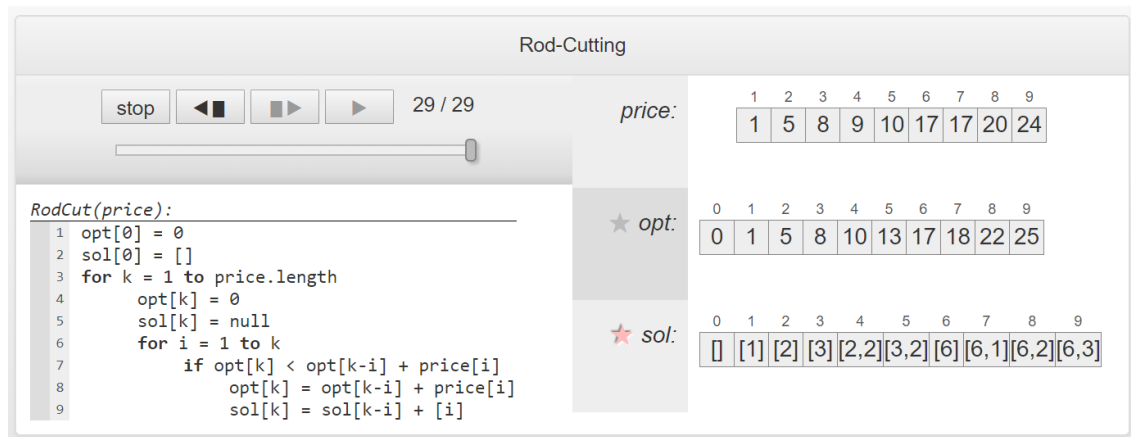 Rod-Cutting
stop
29 / 29
RodCut(price):
1 opt[0] = 0
2 sol[0] = []
3 for k = 1 to price.length
4 opt[k] = 0
5 sol[k] = null
6 for i = 1 to k
7 if opt[k] < opt[k-i] + price[i]
8 opt[k] = opt[k-i] + price[i]
9 sol[k] = sol[k-i] + [i]
1 2 3 4 5 6 7 8 9
price: 1 5 8 9 10 17 17 20 24
0 1 2 3 4 5 6 7 8 9
opt: 0 1 5 8 10 13 17 18 22 25
0 1 2 3 4 5 6 7 8 9
sol: [] [1] [2] [3] [2,2] [3,2] [6] [6,1] [6,2] [6,3]